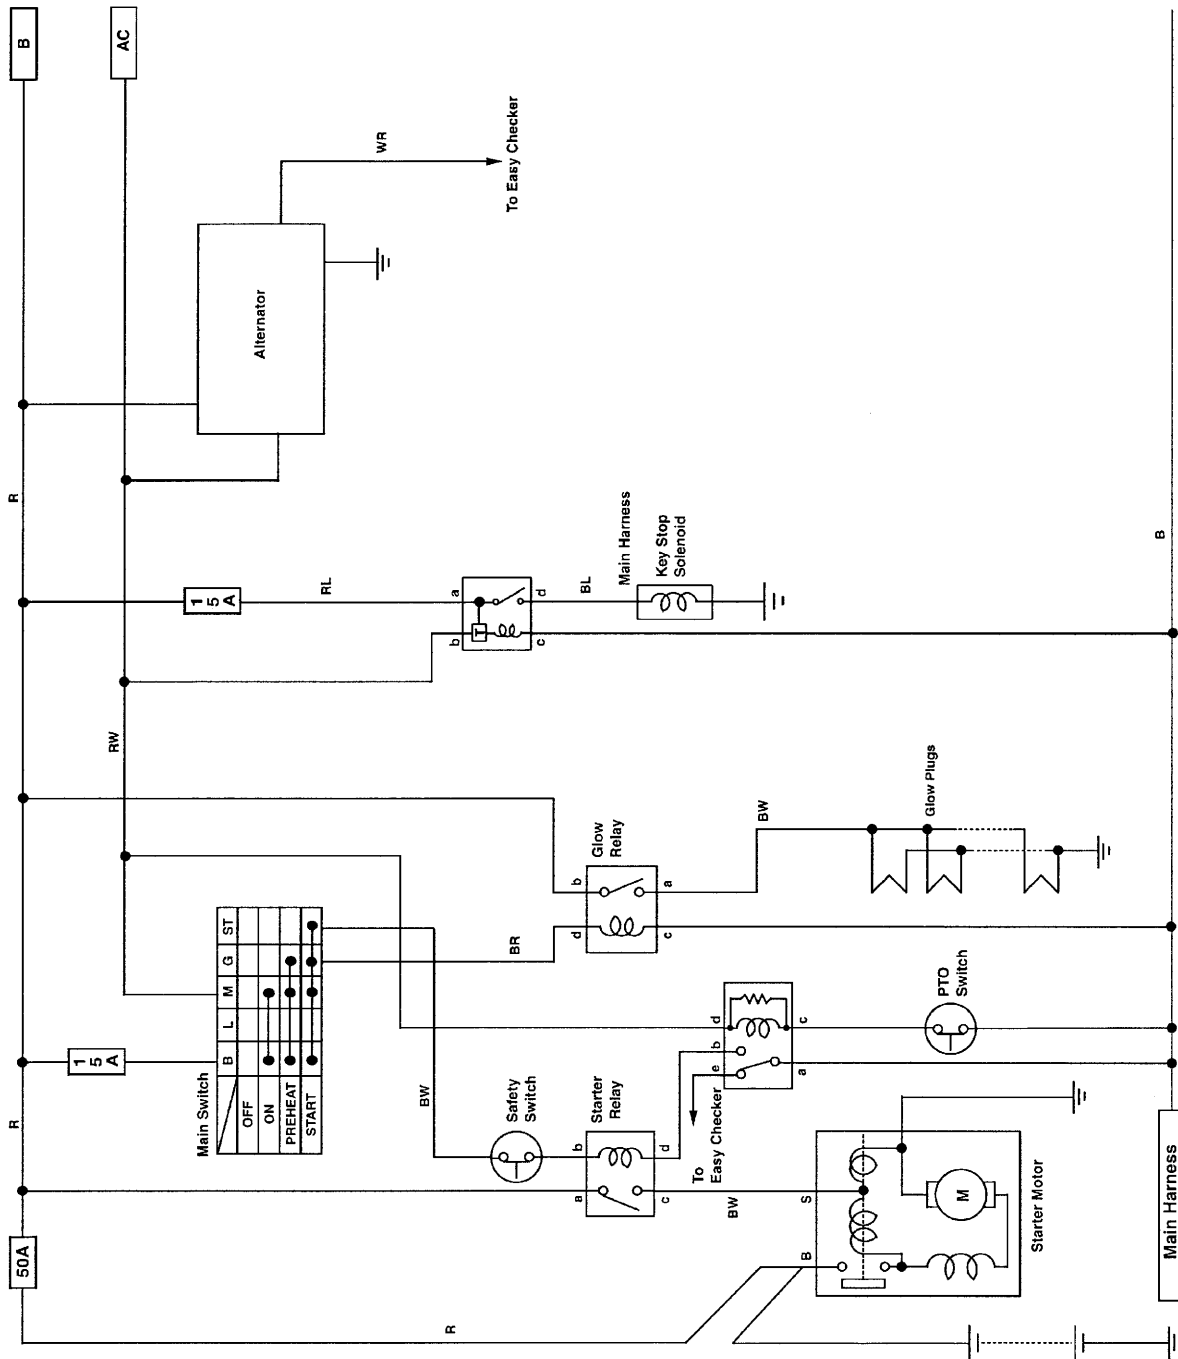 B
AC
WR
To Easy Checker
Alternator
R
1
5
A
RL
a
b
T
d
c
BL
Main Harness
Key Stop
Solenoid
B
RW
Glow
Relay
b
a
d
c
BR
BW
Glow Plugs
Main Switch
B
L
M
G
ST
OFF
ON
PREHEAT
START
R
1
5
A
BW
Safety
Switch
Starter
Relay
a
b
c
d
BW
To
Easy Checker
d
b
e
c
a
PTO
Switch
S
B
M
Starter Motor
50A
R
Main Harness